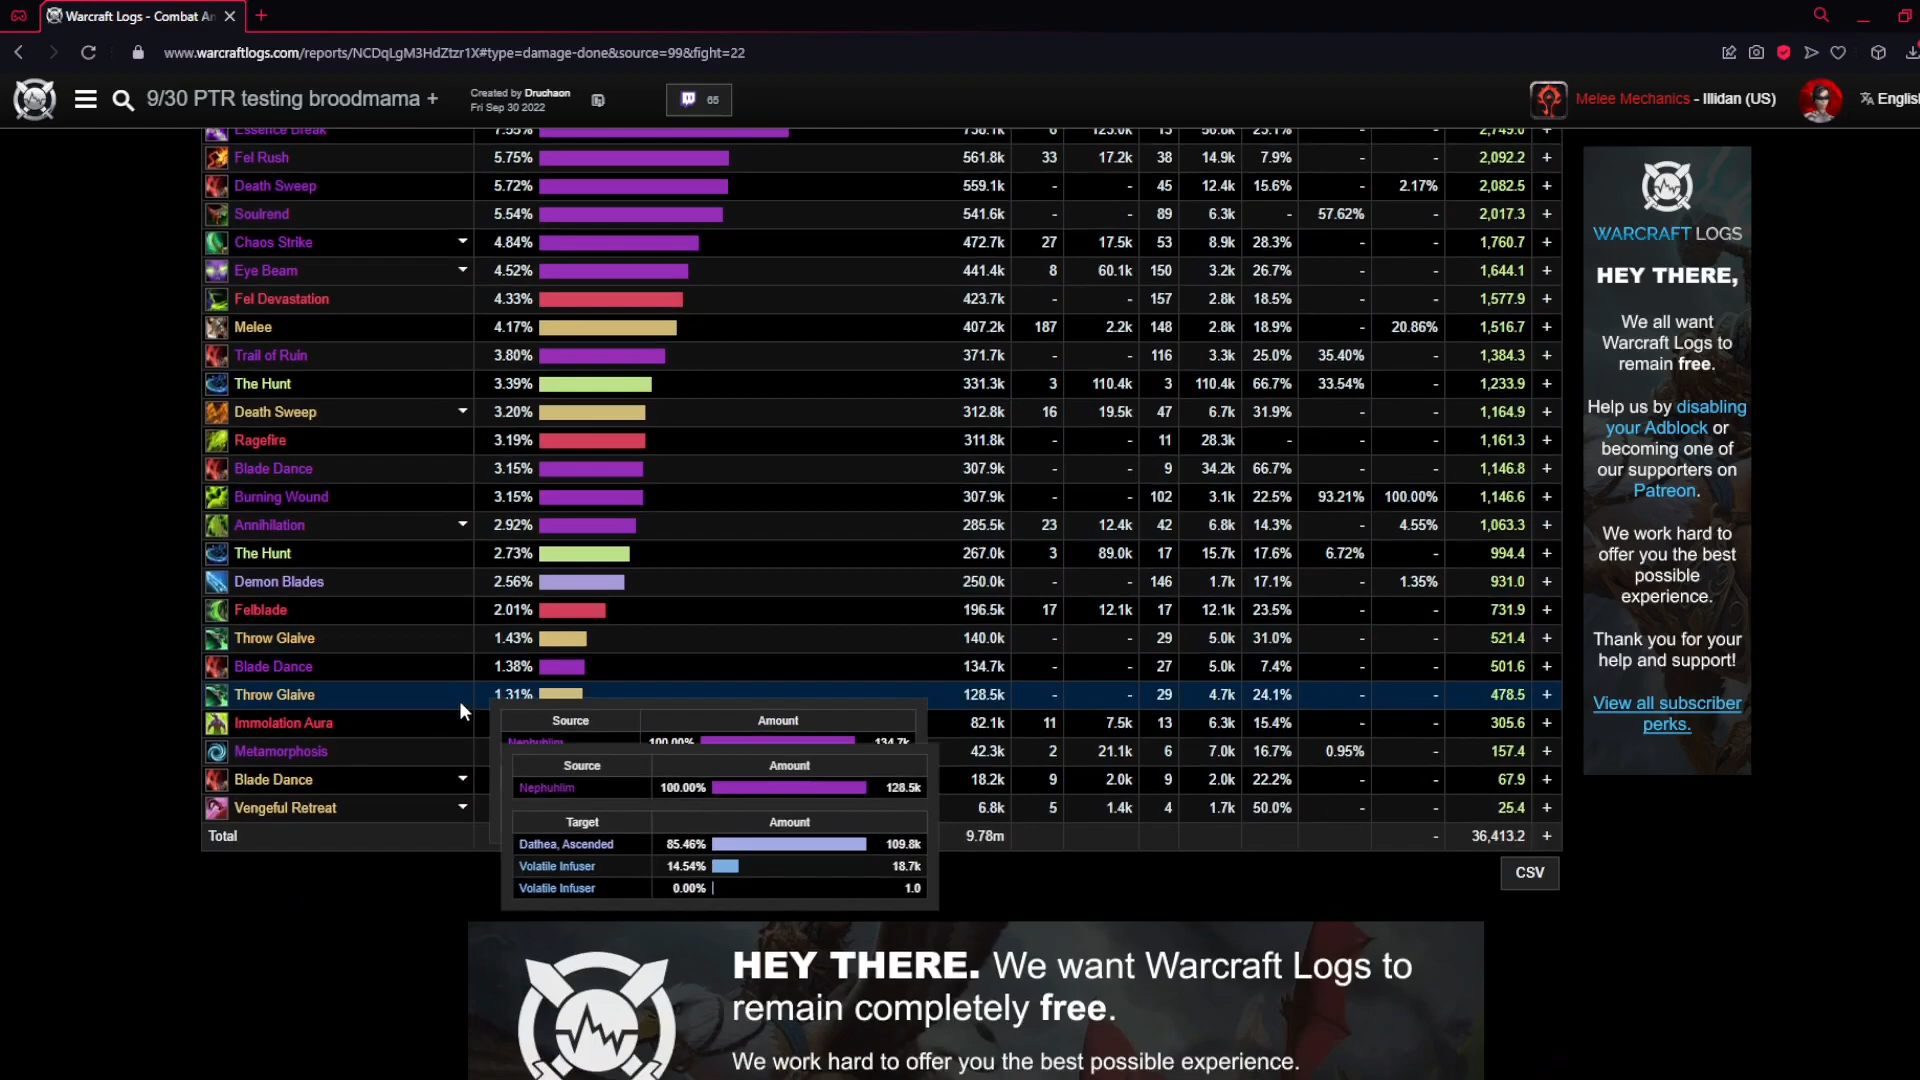 Warcraft Logs - Combat An
www.warcraftlogs.com/reports/NCDqLgM3HdZtzr1X#type=damage-done&source=99&fight=22
9/30 PTR testing broodmama +
Created by Druchaon
Fri Sep 30 2022
65
Melee Mechanics - Illidan (US)
English
Essence Break 7.55% 738.1k 6 123.0k 13 56.8k 23.1% - - 2,749.0 +
Fel Rush 5.75% 561.8k 33 17.2k 38 14.9k 7.9% - - 2,092.2 +
Death Sweep 5.72% 559.1k - - 45 12.4k 15.6% - 2.17% 2,082.5 +
Soulrend 5.54% 541.6k - - 89 6.3k - 57.62% - 2,017.3 +
Chaos Strike 4.84% 472.7k 27 17.5k 53 8.9k 28.3% - - 1,760.7 +
Eye Beam 4.52% 441.4k 8 60.1k 150 3.2k 26.7% - - 1,644.1 +
Fel Devastation 4.33% 423.7k - - 157 2.8k 18.5% - - 1,577.9 +
Melee 4.17% 407.2k 187 2.2k 148 2.8k 18.9% - 20.86% 1,516.7 +
Trail of Ruin 3.80% 371.7k - - 116 3.3k 25.0% 35.40% - 1,384.3 +
The Hunt 3.39% 331.3k 3 110.4k 3 110.4k 66.7% 33.54% - 1,233.9 +
Death Sweep 3.20% 312.8k 16 19.5k 47 6.7k 31.9% - - 1,164.9 +
Ragefire 3.19% 311.8k - - 11 28.3k - - - 1,161.3 +
Blade Dance 3.15% 307.9k - - 9 34.2k 66.7% - - 1,146.8 +
Burning Wound 3.15% 307.9k - - 102 3.1k 22.5% 93.21% 100.00% 1,146.6 +
Annihilation 2.92% 285.5k 23 12.4k 42 6.8k 14.3% - 4.55% 1,063.3 +
The Hunt 2.73% 267.0k 3 89.0k 17 15.7k 17.6% 6.72% - 994.4 +
Demon Blades 2.56% 250.0k - - 146 1.7k 17.1% - 1.35% 931.0 +
Felblade 2.01% 196.5k 17 12.1k 17 12.1k 23.5% - - 731.9 +
Throw Glaive 1.43% 140.0k - - 29 5.0k 31.0% - - 521.4 +
Blade Dance 1.38% 134.7k - - 27 5.0k 7.4% - - 501.6 +
Throw Glaive 1.31% 128.5k - - 29 4.7k 24.1% - - 478.5 +
Immolation Aura 82.1k 11 7.5k 13 6.3k 15.4% - - 305.6 +
Metamorphosis 42.3k 2 21.1k 6 7.0k 16.7% 0.95% - 157.4 +
Blade Dance 18.2k 9 2.0k 9 2.0k 22.2% - - 67.9 +
Vengeful Retreat 6.8k 5 1.4k 4 1.7k 50.0% - - 25.4 +
Total 9.78m - 36,413.2 +
Source Amount
Nephuhlim 100.00% 134.7k
Source Amount
Nephuhlim 100.00% 128.5k
Target Amount
Dathea, Ascended 85.46% 109.8k
Volatile Infuser 14.54% 18.7k
Volatile Infuser 0.00% 1.0
CSV
WARCRAFT LOGS
HEY THERE,
We all want
Warcraft Logs to
remain free.
Help us by disabling
your Adblock or
becoming one of
our supporters on
Patreon.
We work hard to
offer you the best
possible
experience.
Thank you for your
help and support!
View all subscriber
perks.
HEY THERE. We want Warcraft Logs to
remain completely free.
We work hard to offer you the best possible experience.